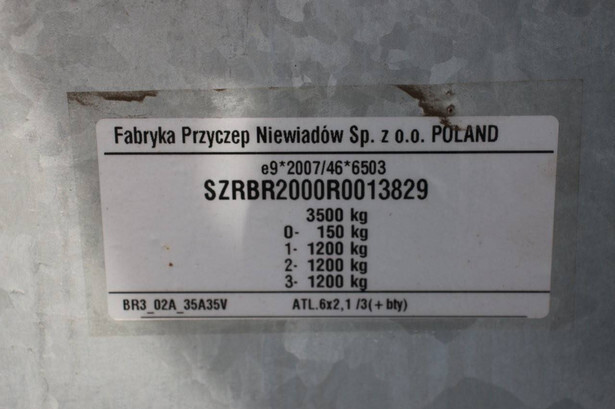 Fabryka Przyczep Niewiadów Sp. z o.o. POLAND
e9*2007/46*6503
SZRBR2000R0013829
3500 kg
0- 150 kg
1- 1200 kg
2- 1200 kg
3- 1200 kg
BR3_02A_35A35V ATL.6x2,1 /3(+bty)